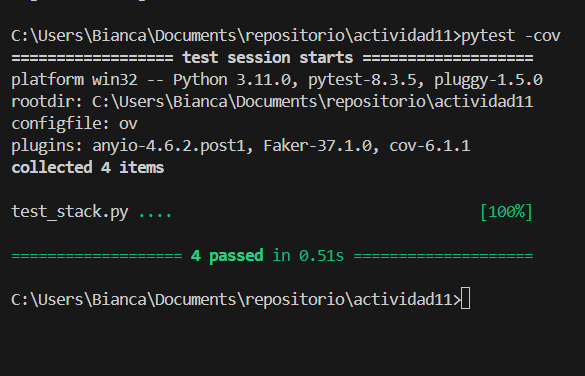 C:\Users\Bianca\Documents\repositorio\actividad11>pytest -cov
================= test session starts ==================
platform win32 -- Python 3.11.0, pytest-8.3.5, pluggy-1.5.0
rootdir: C:\Users\Bianca\Documents\repositorio\actividad11
configfile: ov
plugins: anyio-4.6.2.post1, Faker-37.1.0, cov-6.1.1
collected 4 items
test_stack.py .... [100%]
=================== 4 passed in 0.51s ====================
C:\Users\Bianca\Documents\repositorio\actividad11>